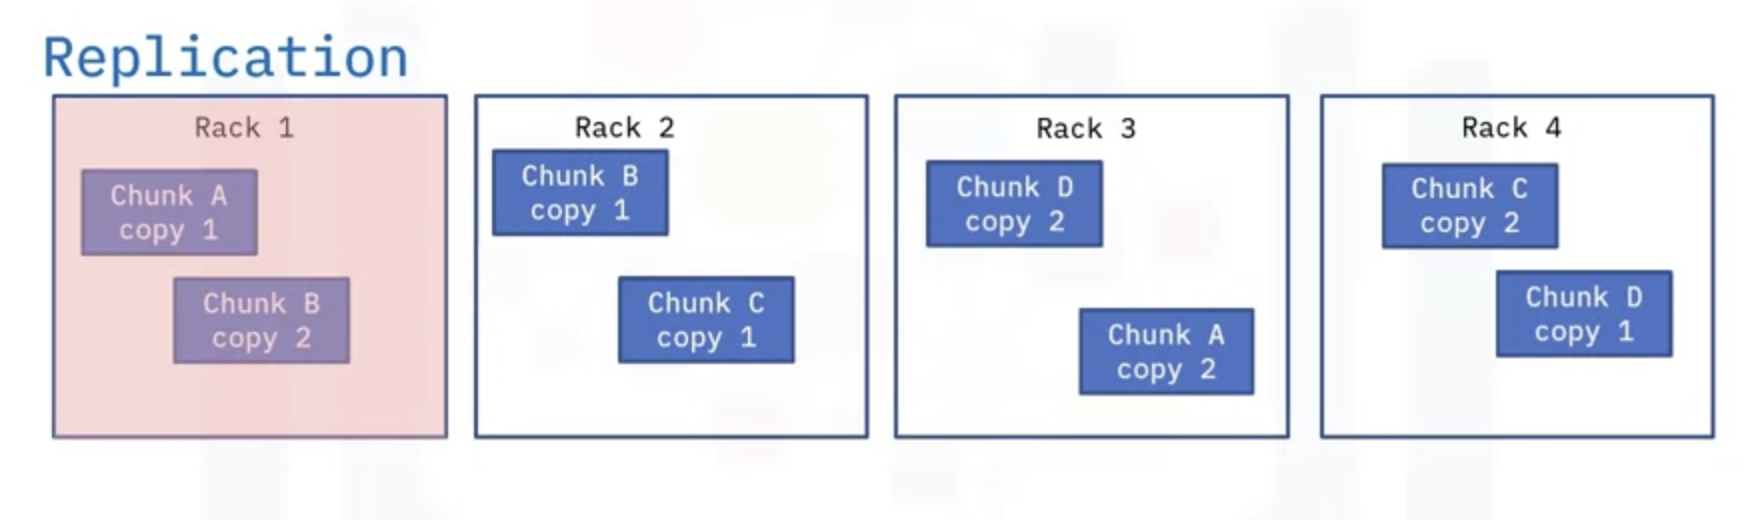 Replication
Rack 1
Chunk A
copy 1
Chunk B
copy 2
Rack 2
Chunk B
copy 1
Chunk C
copy 1
Rack 3
Chunk D
copy 2
Chunk A
copy 2
Rack 4
Chunk C
copy 2
Chunk D
copy 1